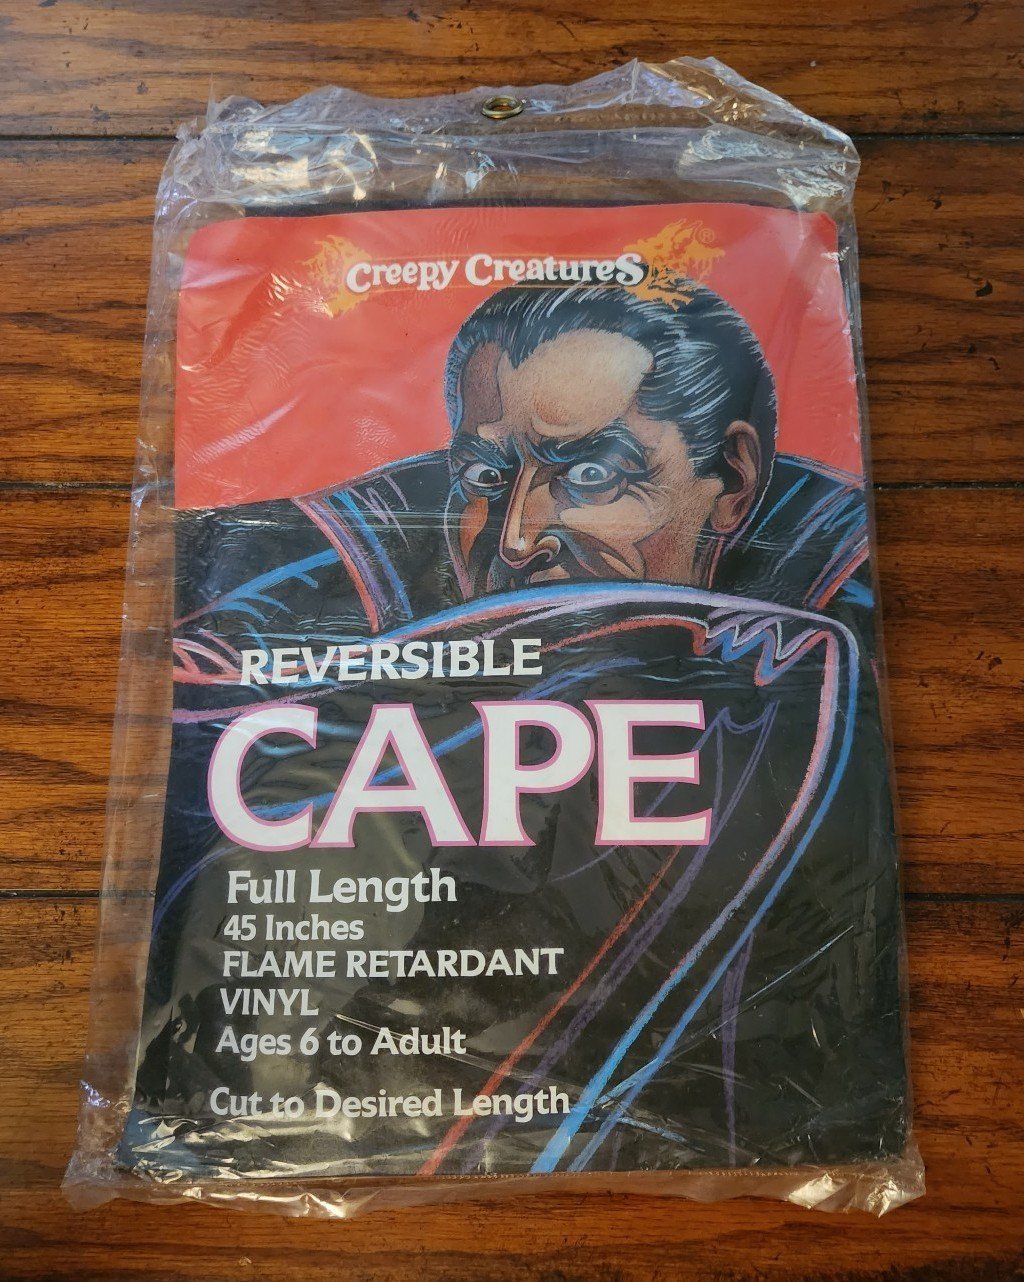 Creepy Creatures®
REVERSIBLE
CAPE
Full Length
45 Inches
FLAME RETARDANT
VINYL
Ages 6 to Adult
Cut to Desired Length